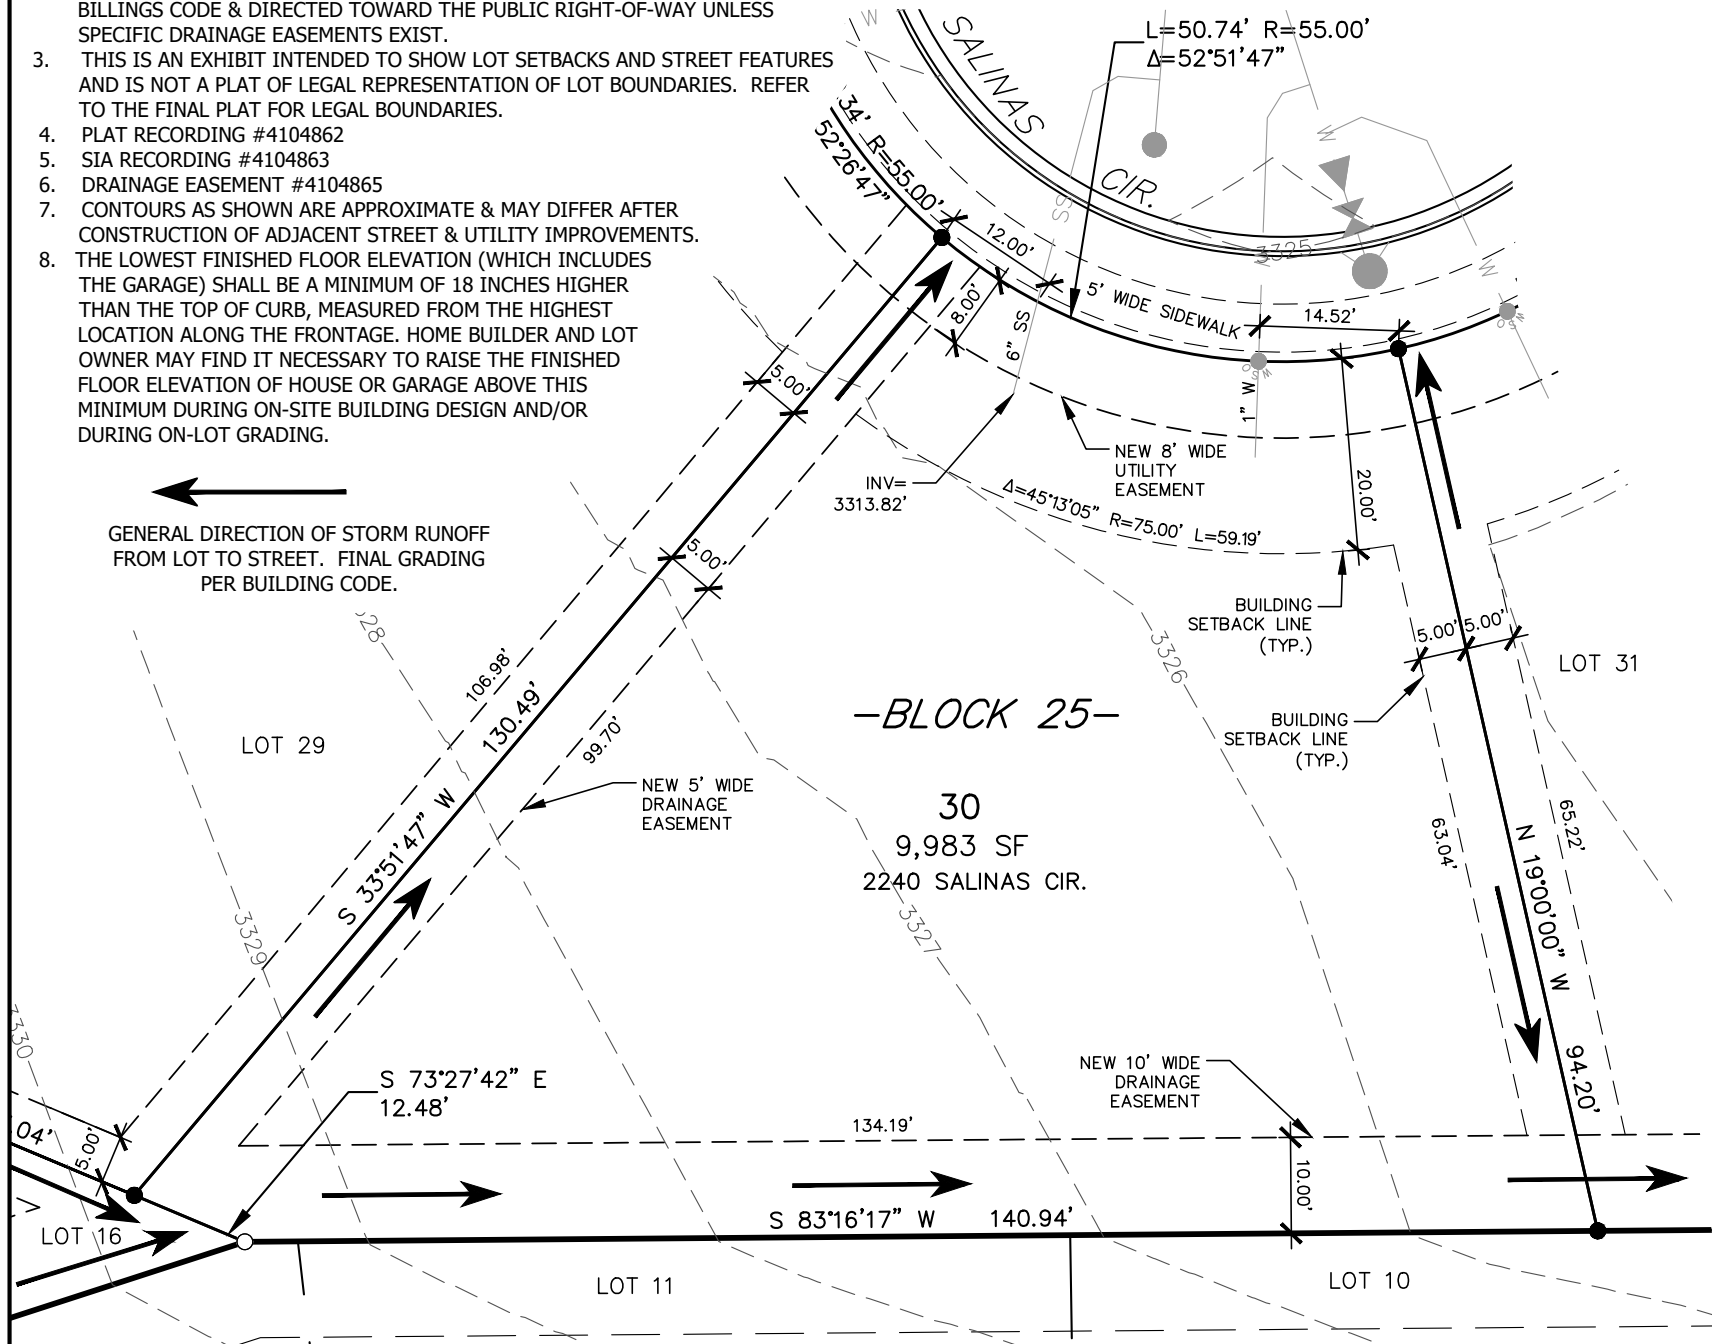 BILLINGS CODE & DIRECTED TOWARD THE PUBLIC RIGHT-OF-WAY UNLESS
SPECIFIC DRAINAGE EASEMENTS EXIST.
3. THIS IS AN EXHIBIT INTENDED TO SHOW LOT SETBACKS AND STREET FEATURES
AND IS NOT A PLAT OF LEGAL REPRESENTATION OF LOT BOUNDARIES. REFER
TO THE FINAL PLAT FOR LEGAL BOUNDARIES.
4. PLAT RECORDING #4104862
5. SIA RECORDING #4104863
6. DRAINAGE EASEMENT #4104865
7. CONTOURS AS SHOWN ARE APPROXIMATE & MAY DIFFER AFTER
CONSTRUCTION OF ADJACENT STREET & UTILITY IMPROVEMENTS.
8. THE LOWEST FINISHED FLOOR ELEVATION (WHICH INCLUDES
THE GARAGE) SHALL BE A MINIMUM OF 18 INCHES HIGHER
THAN THE TOP OF CURB, MEASURED FROM THE HIGHEST
LOCATION ALONG THE FRONTAGE. HOME BUILDER AND LOT
OWNER MAY FIND IT NECESSARY TO RAISE THE FINISHED
FLOOR ELEVATION OF HOUSE OR GARAGE ABOVE THIS
MINIMUM DURING ON-SITE BUILDING DESIGN AND/OR
DURING ON-LOT GRADING.
GENERAL DIRECTION OF STORM RUNOFF
FROM LOT TO STREET. FINAL GRADING
PER BUILDING CODE.
W
SALINAS
CIR.
L=50.74' R=55.00'
Δ=52°51'47"
34' R=55.00'
52°26'47"
12.00'
8.00'
SS
W
W
W
3325
5' WIDE SIDEWALK
14.52'
WSO
WSO
6" SS
1" W
5.00'
5.00'
NEW 8' WIDE
UTILITY
EASEMENT
INV=
3313.82'
Δ=45°13'05" R=75.00' L=59.19'
20.00'
BUILDING
SETBACK LINE
(TYP.)
5.00'
5.00'
LOT 31
BUILDING
SETBACK LINE
(TYP.)
3328
3326
106.98'
130.49'
99.70'
LOT 29
-BLOCK 25-
NEW 5' WIDE
DRAINAGE
EASEMENT
30
9,983 SF
2240 SALINAS CIR.
S 33°51'47" W
63.04'
65.22'
N 19°00'00" W
94.20'
3329
3327
3330
S 73°27'42" E
12.48'
NEW 10' WIDE
DRAINAGE
EASEMENT
04'
5.00'
134.19'
10.00'
S 83°16'17" W 140.94'
LOT 16
LOT 11
LOT 10